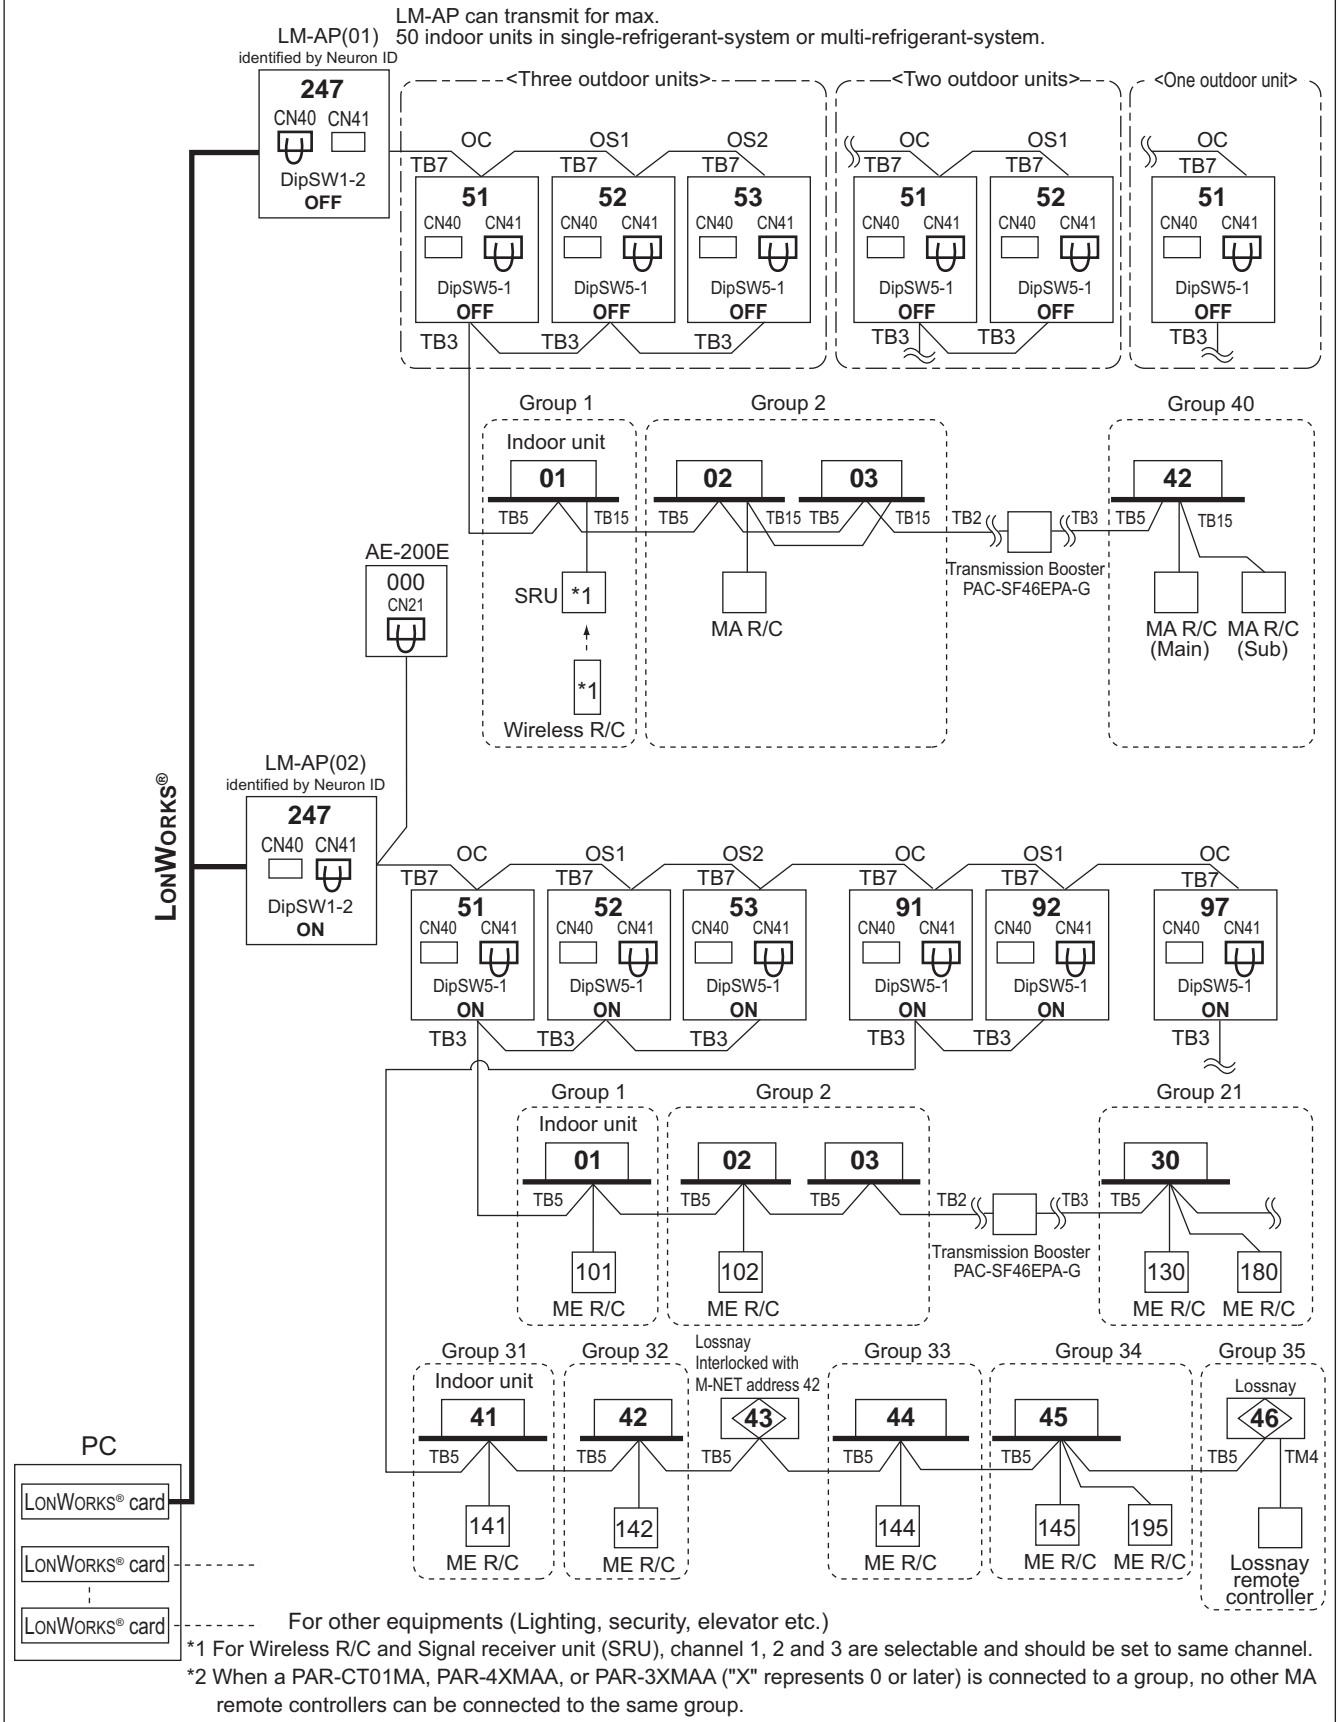 LM-AP can transmit for max.
50 indoor units in single-refrigerant-system or multi-refrigerant-system.
LM-AP(01)
identified by Neuron ID
247
CN40 CN41
DipSW1-2
OFF
<Three outdoor units>
<Two outdoor units>
<One outdoor unit>
OC OS1 OS2 OC OS1 OC
TB7 TB7 TB7 TB7 TB7 TB7
51 52 53 51 52 51
CN40 CN41 CN40 CN41 CN40 CN41 CN40 CN41 CN40 CN41 CN40 CN41
DipSW5-1 DipSW5-1 DipSW5-1 DipSW5-1 DipSW5-1 DipSW5-1
OFF OFF OFF OFF OFF OFF
TB3 TB3 TB3 TB3 TB3 TB3
Group 1 Group 2 Group 40
Indoor unit
01 02 03 42
TB5 TB15 TB5 TB15 TB5 TB15 TB2 TB3 TB5 TB15
Transmission Booster
PAC-SF46EPA-G
SRU *1
MA R/C
MA R/C MA R/C
(Main) (Sub)
*1
Wireless R/C
AE-200E
000
CN21
LONWORKS®
LM-AP(02)
identified by Neuron ID
247
CN40 CN41
DipSW1-2
ON
OC OS1 OS2 OC OS1 OC
TB7 TB7 TB7 TB7 TB7 TB7
51 52 53 91 92 97
CN40 CN41 CN40 CN41 CN40 CN41 CN40 CN41 CN40 CN41 CN40 CN41
DipSW5-1 DipSW5-1 DipSW5-1 DipSW5-1 DipSW5-1 DipSW5-1
ON ON ON ON ON ON
TB3 TB3 TB3 TB3 TB3 TB3
Group 1 Group 2 Group 21
Indoor unit
01 02 03 30
TB5 TB5 TB5 TB2 TB3 TB5
Transmission Booster
PAC-SF46EPA-G
101 102 130 180
ME R/C ME R/C ME R/C ME R/C
Group 31 Group 32 Group 33 Group 34 Group 35
Lossnay
Interlocked with
M-NET address 42
Indoor unit
Lossnay
41 42 43 44 45 46
TB5 TB5 TB5 TB5 TB5 TB5 TM4
141 142 144 145 195
ME R/C ME R/C ME R/C ME R/C ME R/C
Lossnay
remote
controller
PC
LONWORKS® card
LONWORKS® card
LONWORKS® card
For other equipments (Lighting, security, elevator etc.)
*1 For Wireless R/C and Signal receiver unit (SRU), channel 1, 2 and 3 are selectable and should be set to same channel.
*2 When a PAR-CT01MA, PAR-4XMAA, or PAR-3XMAA ("X" represents 0 or later) is connected to a group, no other MA
remote controllers can be connected to the same group.